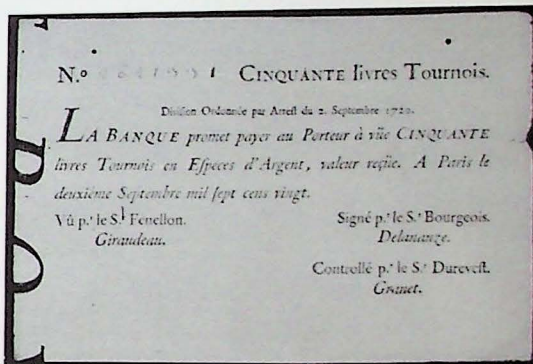 N.º 1 CINQUANTE livres Tournois.
Division Ordonnée par Arrest du 2. Septembre 1720.
LA BANQUE promet payer au Porteur à vûe CINQUANTE
livres Tournois en Especes d'Argent, valeur reçûe. A Paris le
deuxième Septembre mil sept cens vingt.
Vû p.r le S.r Fenellon.
Giraudeau.
Signé p.r le S.r Bourgeois.
Delanauze.
Controllé p.r le S.r Durevest.
Granet.